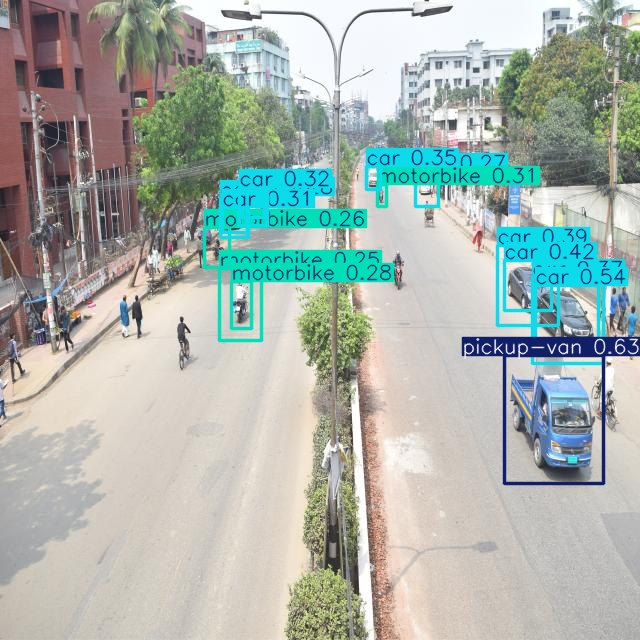 car 0.35
0.27
car 0.32
motorbike 0.31
car 0.31
motorbike 0.26
car 0.39
car 0.42
motorbike 0.25
motorbike 0.28
car 0.54
pickup-van 0.63